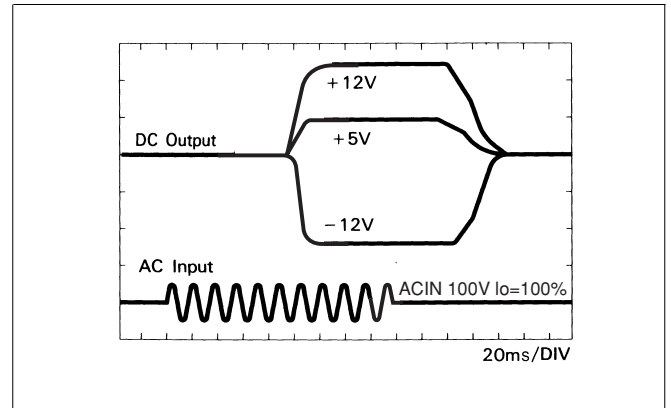 +12V
DC Output
+5V
−12V
AC Input
ACIN 100V Io=100%
20ms/DIV